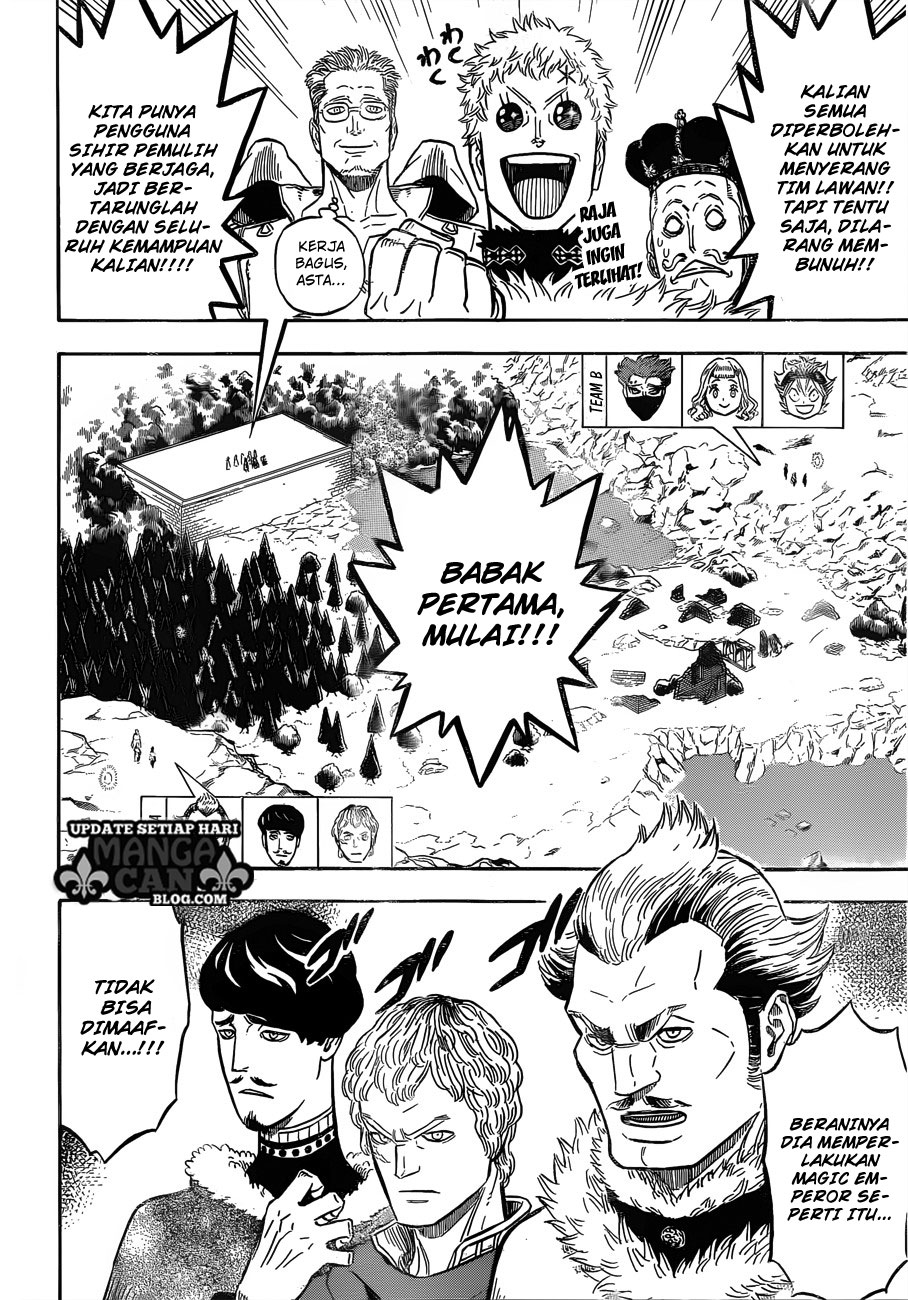 KALIAN
SEMUA
DIPERBOLEH-
KAN UNTUK
MENYERANG
TIM LAWAN!!
TAPI TENTU
SAJA, DILA-
RANG MEM-
BUNUH!!
わくわく
RAJA
JUGA
INGIN
TERLIHAT!
KITA PUNYA
PENGGUNA
SIHIR PEMULIH
YANG BERJAGA,
JADI BER-
TARUNGLAH
DENGAN SELU-
RUH KEMAMPUAN
KALIAN!!!!
KERJA
BAGUS,
ASTA...
TEAM B
BABAK
PERTAMA,
MULAI!!!
UPDATE SETIAP HARI
MANGA
CAN
BLOG.COM
ゴゴゴゴ
BERANINYA
DIA MEMPER-
LAKUKAN
MAGIC EM-
PEROR SE-
PERTI ITU...
TIDAK
BISA
DIMAAF-
KAN...!!!